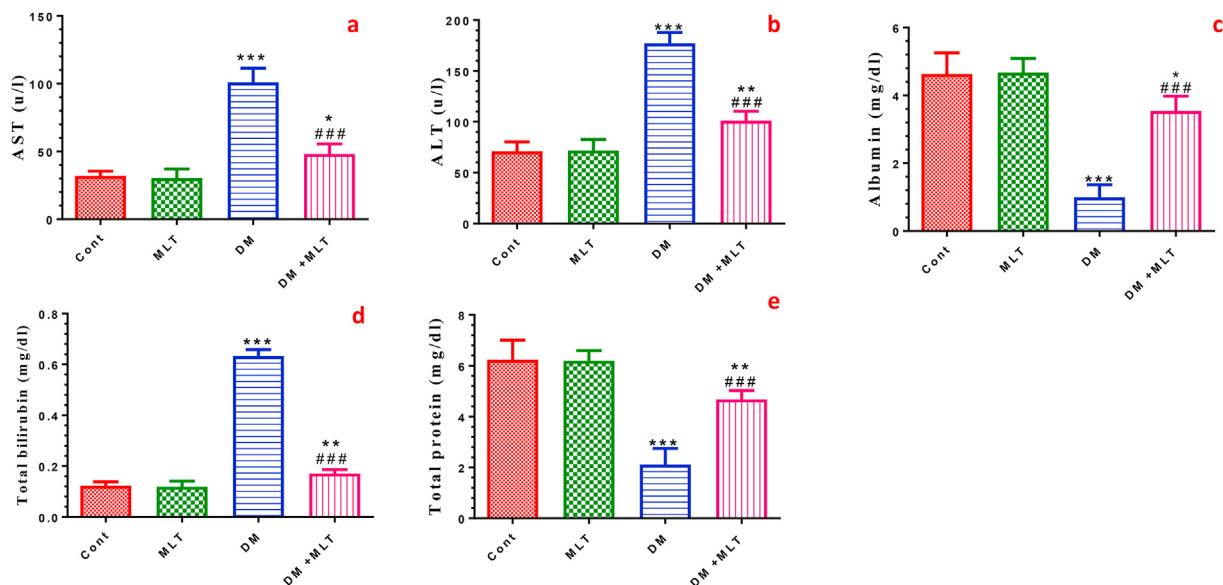 a
AST (u/l)
150
100
50
0
***
*
###
Cont
MLT
DM
DM +MLT
b
ALT (u/l)
200
150
100
50
0
***
**
###
Cont
MLT
DM
DM +MLT
c
Albumin (mg/dl)
6
4
2
0
***
*
###
Cont
MLT
DM
DM +MLT
d
Total bilirubin (mg/dl)
0.8
0.6
0.4
0.2
0.0
***
**
###
Cont
MLT
DM
DM +MLT
e
Total protein (mg/dl)
8
6
4
2
0
***
**
###
Cont
MLT
DM
DM +MLT